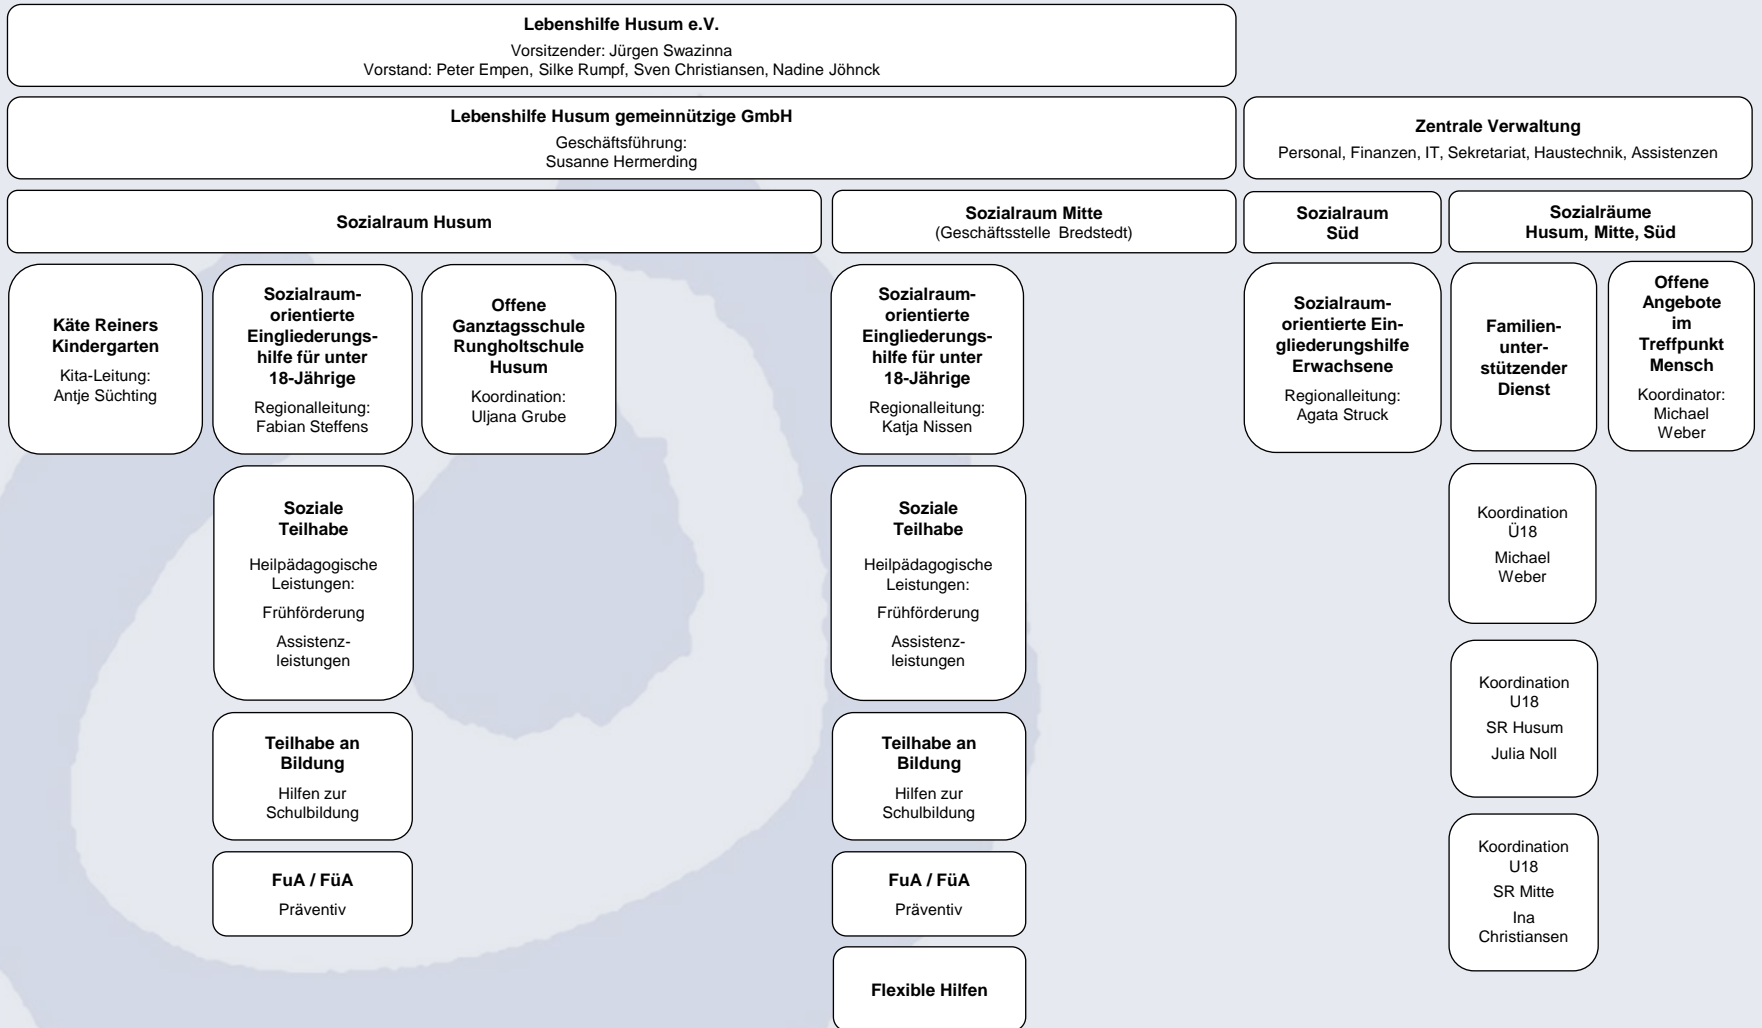 Lebenshilfe Husum e.V.
Vorsitzender: Jürgen Swazinna
Vorstand: Peter Empen, Silke Rumpf, Sven Christiansen, Nadine Jöhnck
Lebenshilfe Husum gemeinnützige GmbH
Geschäftsführung:
Susanne Hermerding
Zentrale Verwaltung
Personal, Finanzen, IT, Sekretariat, Haustechnik, Assistenzen
Sozialraum Husum
Sozialraum Mitte
(Geschäftsstelle Bredstedt)
Sozialraum
Süd
Sozialräume
Husum, Mitte, Süd
Käte Reiners
Kindergarten
Kita-Leitung:
Antje Süchting
Sozialraum-
orientierte
Eingliederungs-
hilfe für unter
18-Jährige
Regionalleitung:
Fabian Steffens
Offene
Ganztagsschule
Rungholtschule
Husum
Koordination:
Uljana Grube
Sozialraum-
orientierte
Eingliederungs-
hilfe für unter
18-Jährige
Regionalleitung:
Katja Nissen
Sozialraum-
orientierte Ein-
gliederungshilfe
Erwachsene
Regionalleitung:
Agata Struck
Familien-
unter-
stützender
Dienst
Offene
Angebote
im
Treffpunkt
Mensch
Koordinator:
Michael
Weber
Soziale
Teilhabe
Heilpädagogische
Leistungen:
Frühförderung
Assistenz-
leistungen
Soziale
Teilhabe
Heilpädagogische
Leistungen:
Frühförderung
Assistenz-
leistungen
Koordination
Ü18
Michael
Weber
Koordination
U18
SR Husum
Julia Noll
Teilhabe an
Bildung
Hilfen zur
Schulbildung
Teilhabe an
Bildung
Hilfen zur
Schulbildung
Koordination
U18
SR Mitte
Ina
Christiansen
FuA / FüA
Präventiv
FuA / FüA
Präventiv
Flexible Hilfen